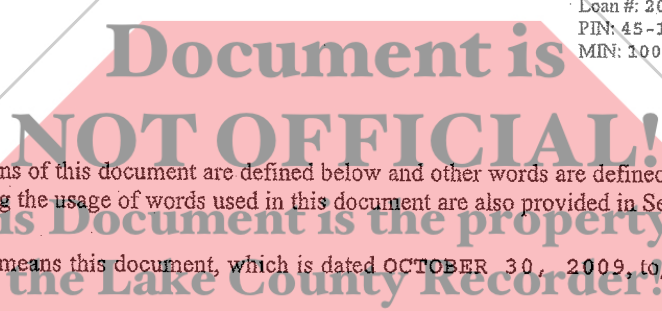 Loan #: 20
PIN: 45-1
Document is
MIN: 100
NOT OFFICIAL!
ns of this document are defined below and other words are defined
g the usage of words used in this document are also provided in Se
is Document is the property
means this document, which is dated OCTOBER 30, 2009, to
the Lake County Recorder!